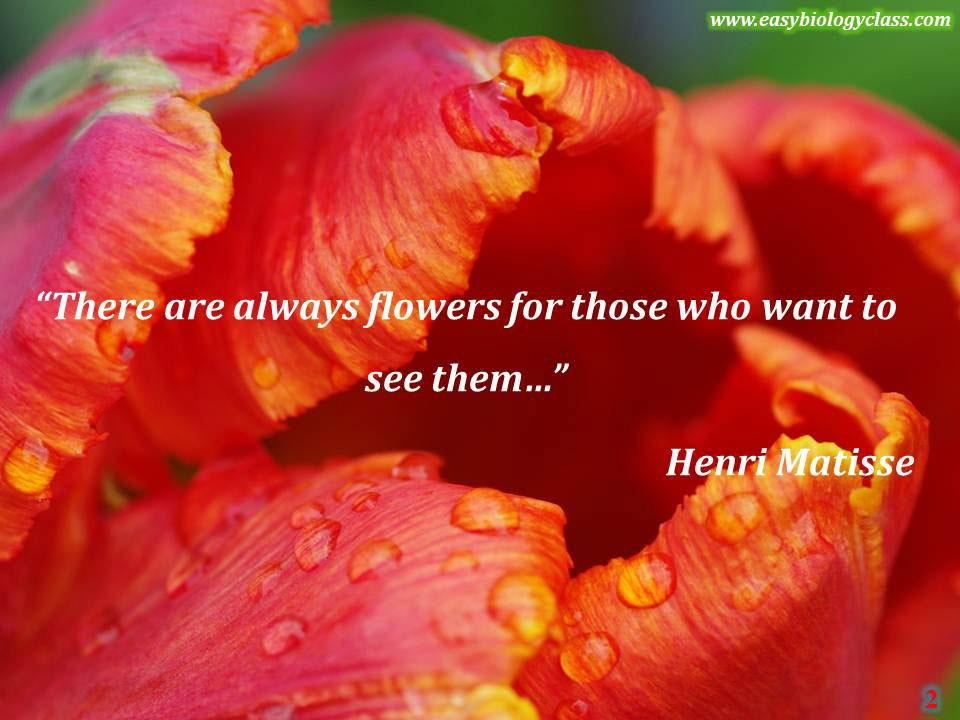 www.easybiologyclass.com
“There are always flowers for those who want to
see them…”
Henri Matisse
2